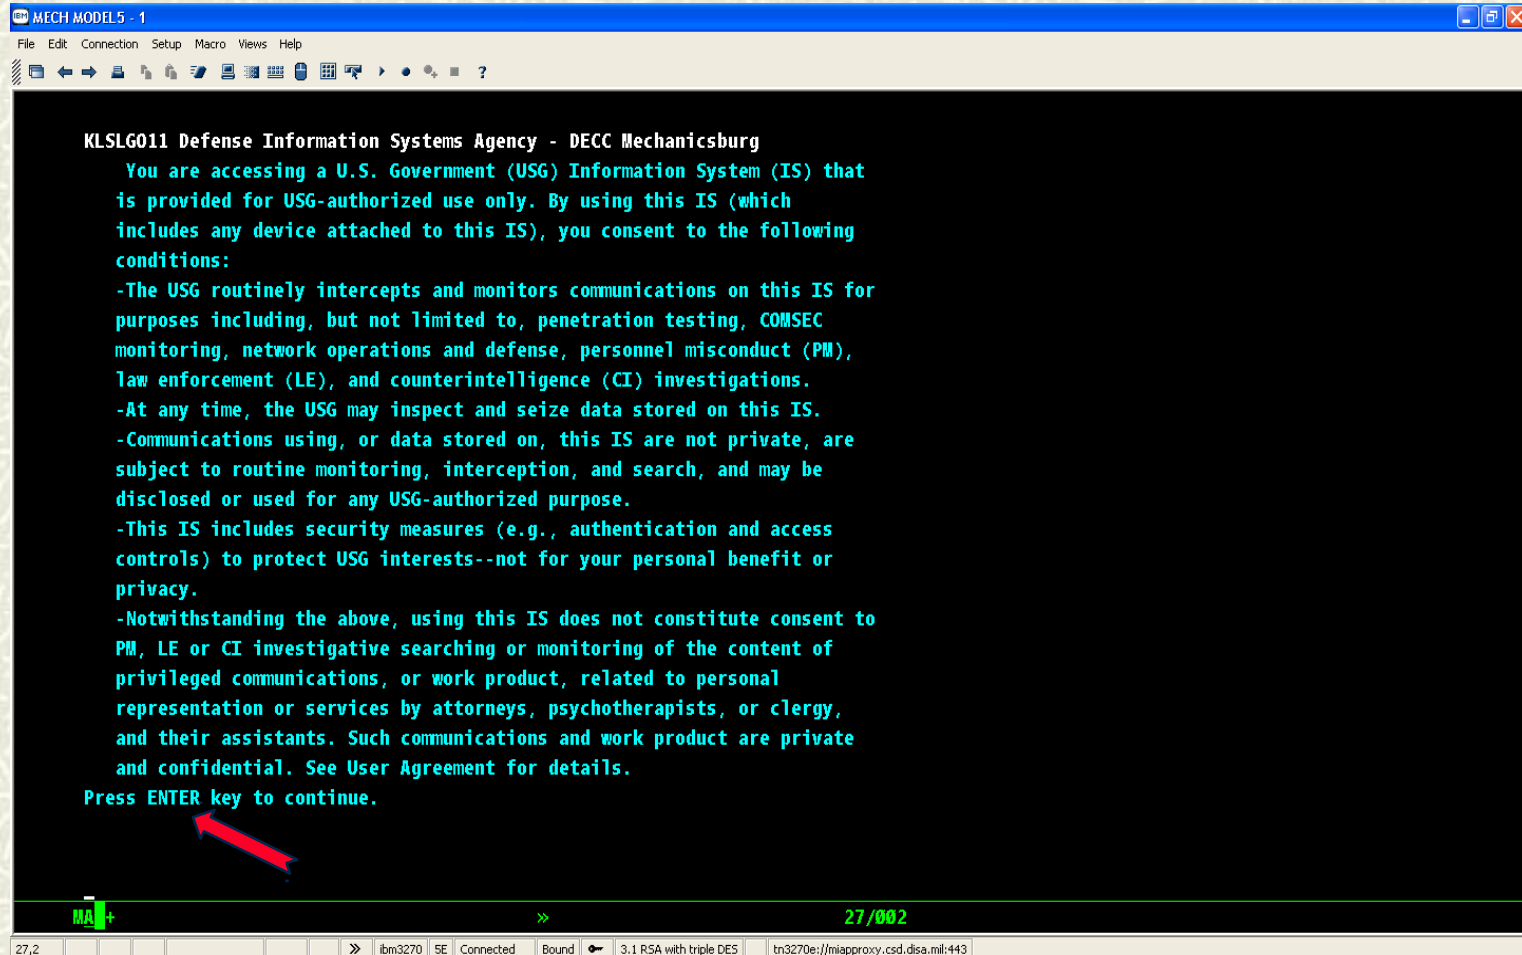 IBM MECH MODEL5 - 1
File Edit Connection Setup Macro Views Help
KLSLGO11 Defense Information Systems Agency - DECC Mechanicsburg
You are accessing a U.S. Government (USG) Information System (IS) that
is provided for USG-authorized use only. By using this IS (which
includes any device attached to this IS), you consent to the following
conditions:
-The USG routinely intercepts and monitors communications on this IS for
purposes including, but not limited to, penetration testing, COMSEC
monitoring, network operations and defense, personnel misconduct (PM),
law enforcement (LE), and counterintelligence (CI) investigations.
-At any time, the USG may inspect and seize data stored on this IS.
-Communications using, or data stored on, this IS are not private, are
subject to routine monitoring, interception, and search, and may be
disclosed or used for any USG-authorized purpose.
-This IS includes security measures (e.g., authentication and access
controls) to protect USG interests--not for your personal benefit or
privacy.
-Notwithstanding the above, using this IS does not constitute consent to
PM, LE or CI investigative searching or monitoring of the content of
privileged communications, or work product, related to personal
representation or services by attorneys, psychotherapists, or clergy,
and their assistants. Such communications and work product are private
and confidential. See User Agreement for details.
Press ENTER key to continue.
MA + » 27/002
27,2 ibm3270 5E Connected Bound 3.1 RSA with triple DES tn3270e://miapproxy.csd.disa.mil:443